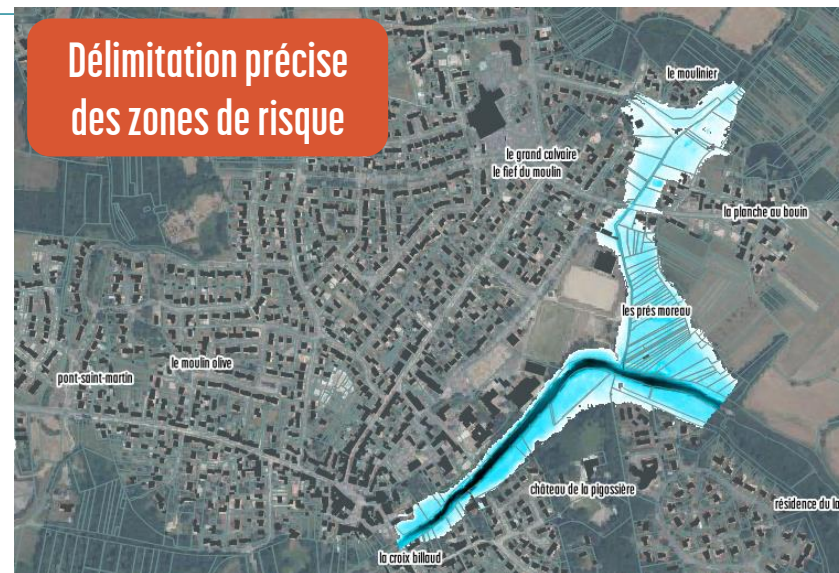 Délimitation précise
des zones de risque
le moulinier
le grand calvaire
le fief du moulin
la planche au bouin
les prés moreau
le moulin olive
pont-saint-martin
château de la pigossière
résidence du la
la croix billaud